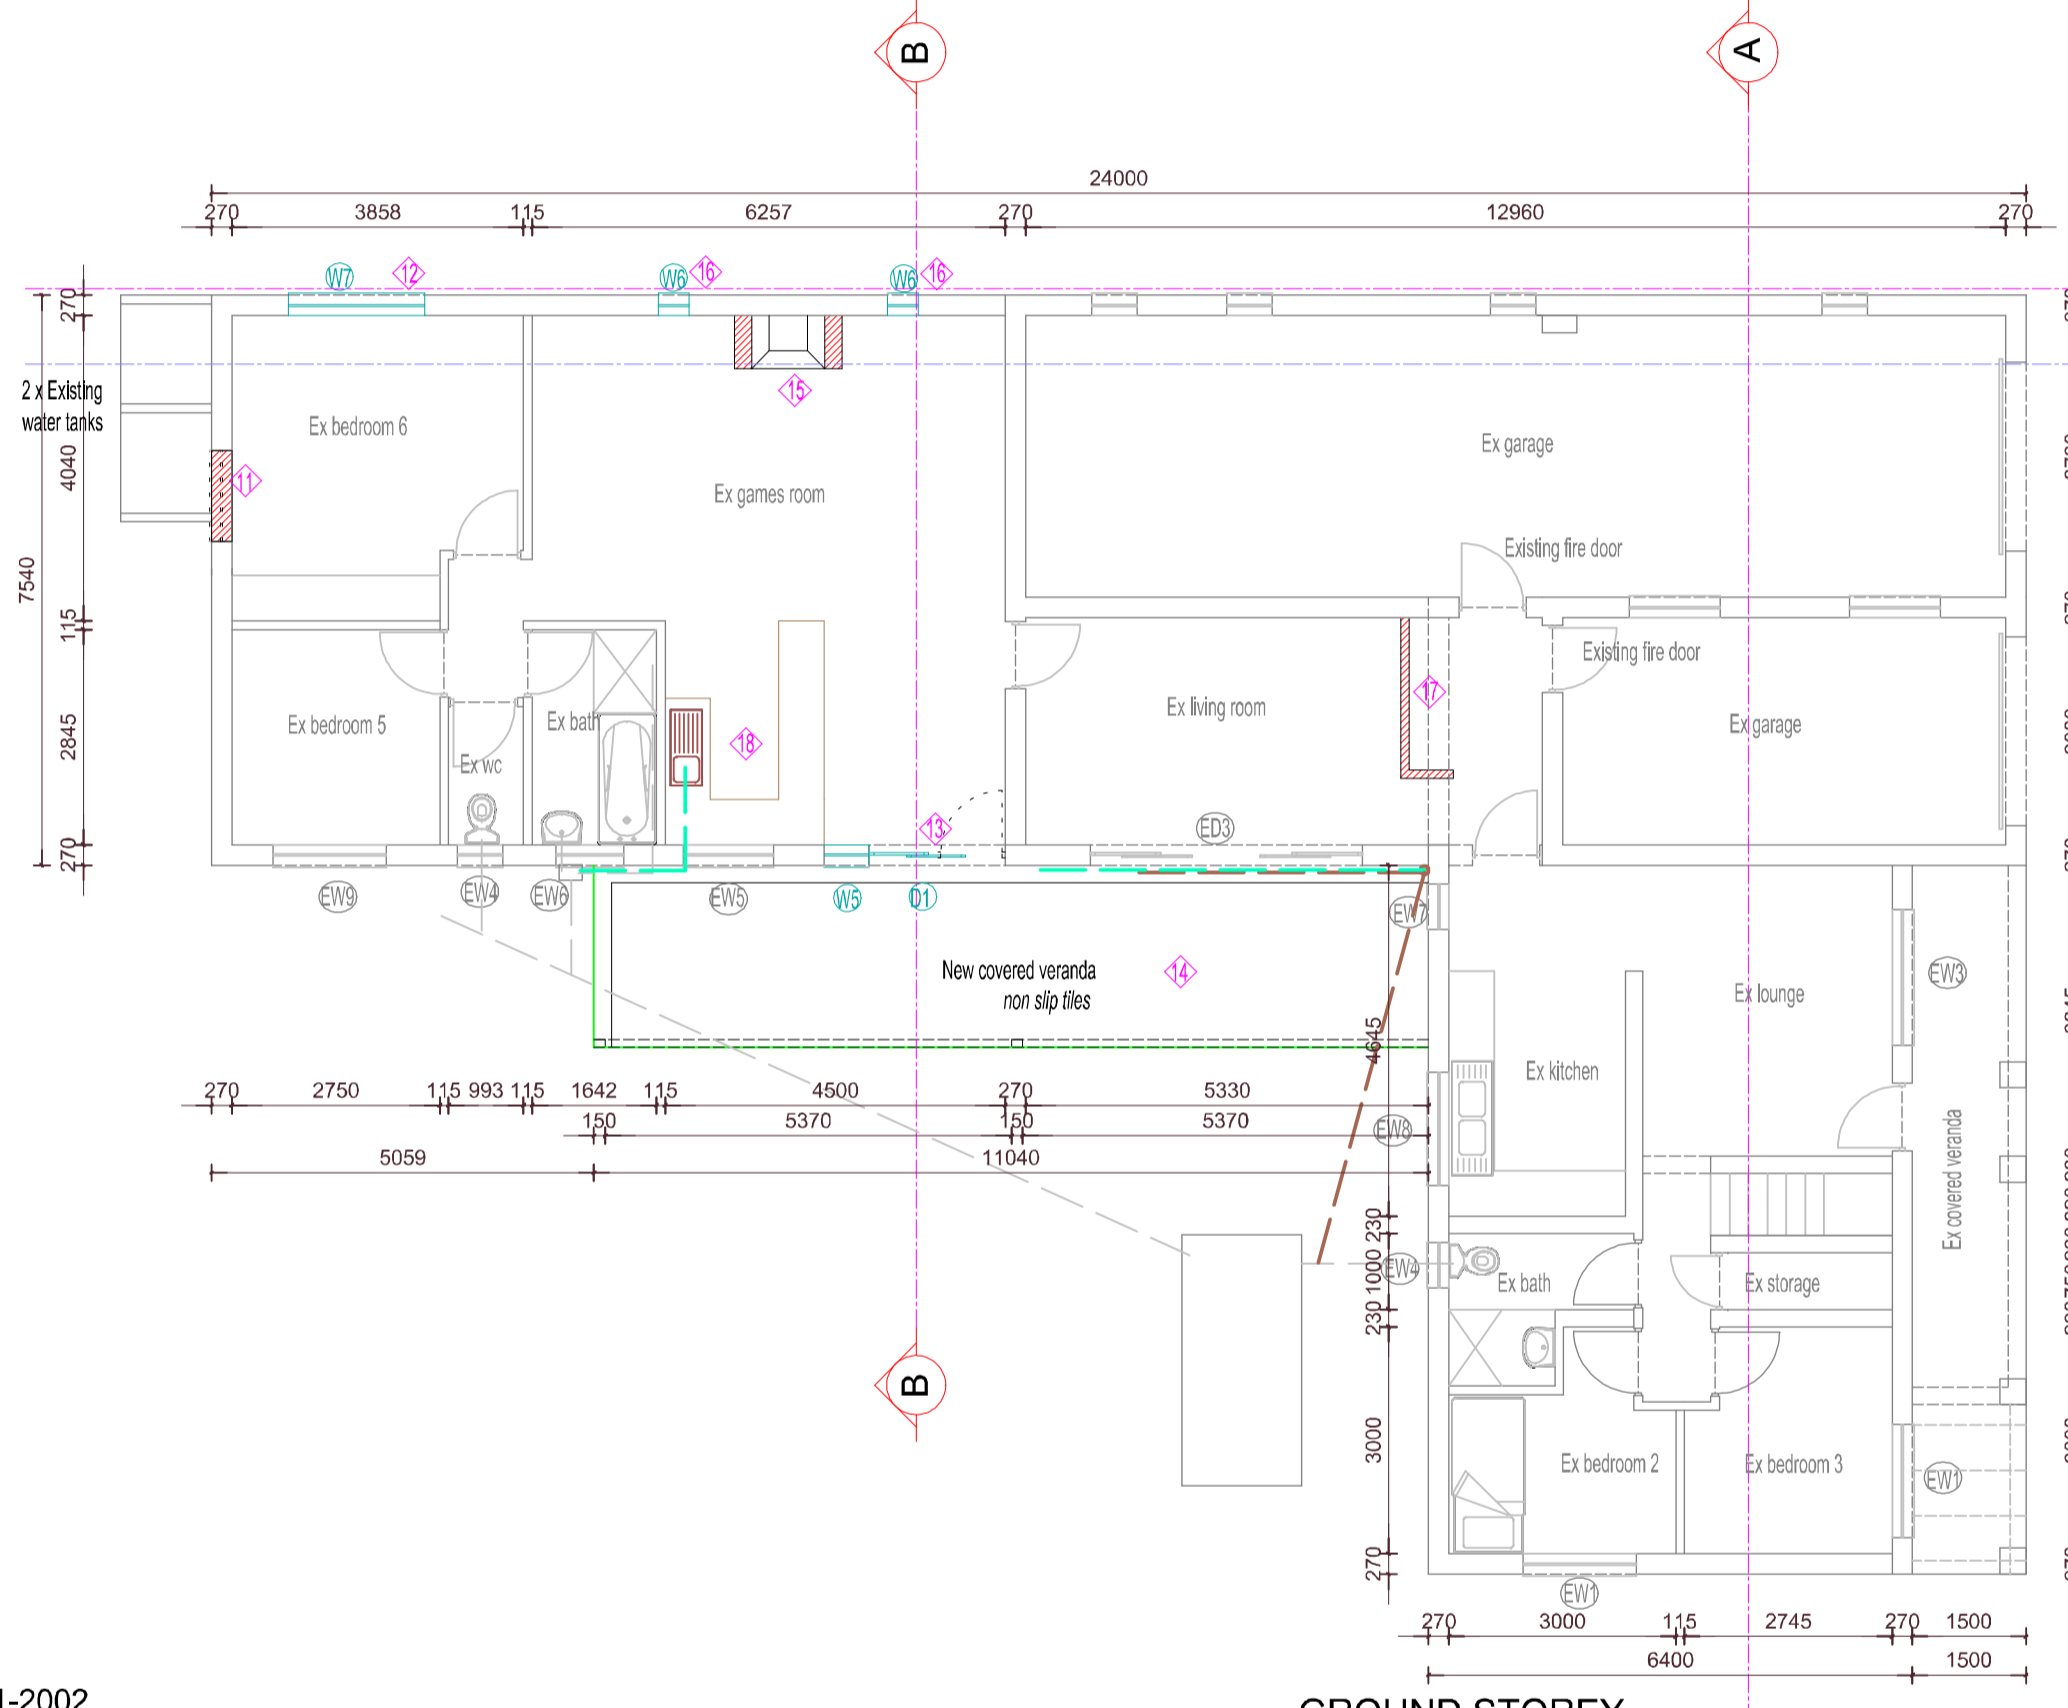 B
A
24000
270
3858
115
6257
270
12960
270
W7
12
W6
16
W6
16
270
2 x Existing
water tanks
15
Ex bedroom 6
Ex garage
4040
11
Ex games room
Existing fire door
7540
115
Existing fire door
17
Ex living room
Ex bedroom 5
Ex bath
Ex garage
2845
18
Ex wc
13
ED3
270
EW9
EW4
EW6
EW5
W5
D1
EW7
New covered veranda
non slip tiles
14
EW3
Ex lounge
4645
Ex kitchen
270
2750
115
993
115
1642
115
4500
270
5330
150
5370
150
5370
EW8
5059
11040
Ex covered veranda
230
1000
EW4
Ex bath
Ex storage
230
B
3000
Ex bedroom 2
Ex bedroom 3
EW1
270
EW1
270
3000
115
2745
270
1500
6400
1500
1-2002
GROUND STOREY